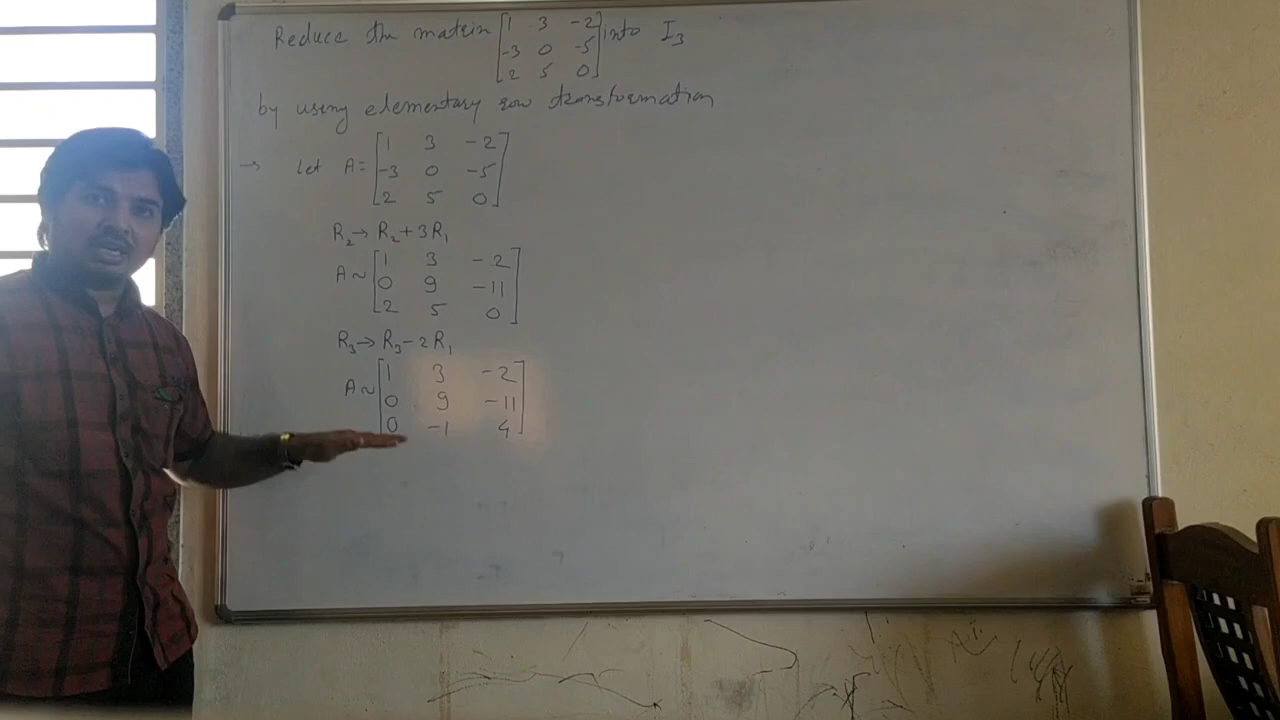 Reduce the matrix [1 3 -2] into I₃
[-3 0 -5]
[2 5 0]
by using elementary row transformation
→ Let A = [1 3 -2]
[-3 0 -5]
[2 5 0]
R₂→ R₂+3R₁
A~ [1 3 -2]
[0 9 -11]
[2 5 0]
R₃→ R₃-2R₁
A~ [1 3 -2]
[0 9 -11]
[0 -1 4]